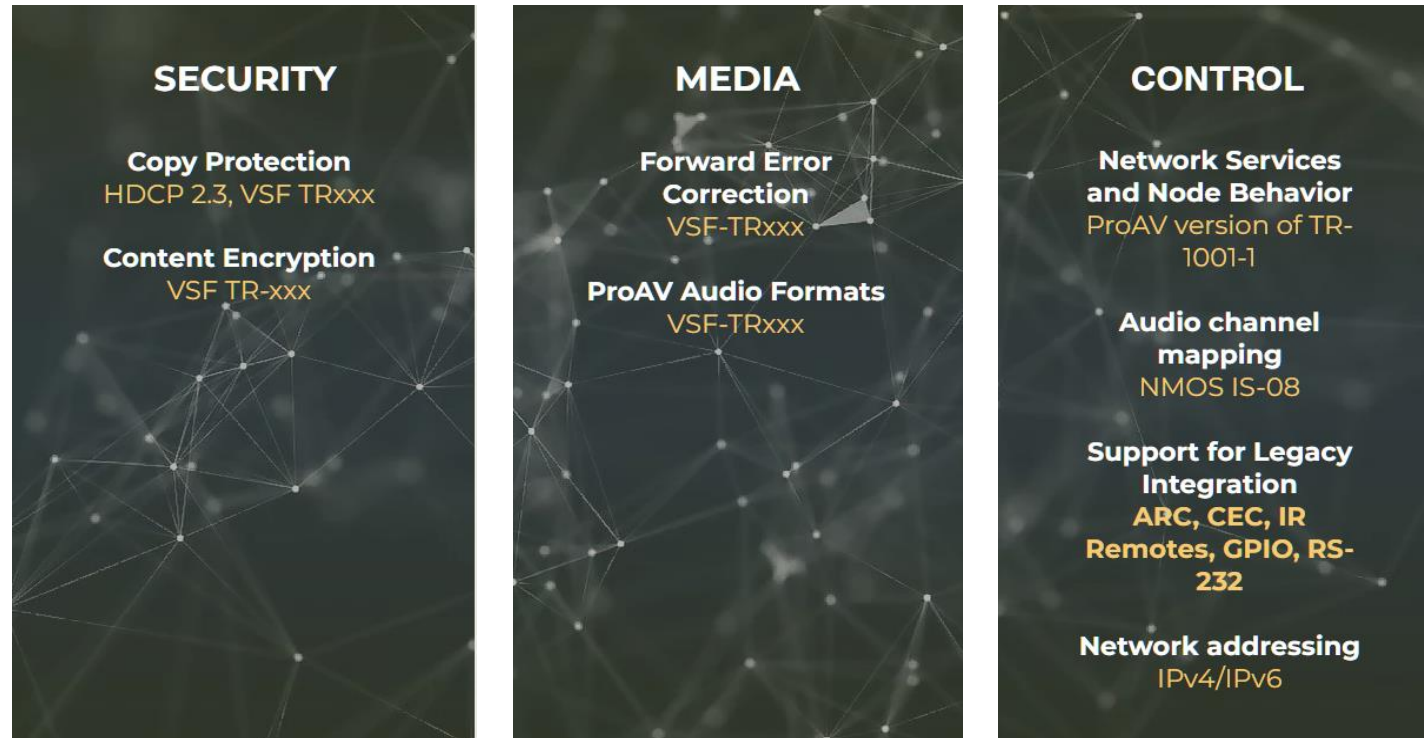 SECURITY
Copy Protection
HDCP 2.3, VSF TRxxx
Content Encryption
VSF TR-xxx
MEDIA
Forward Error
Correction
VSF-TRxxx
ProAV Audio Formats
VSF-TRxxx
CONTROL
Network Services
and Node Behavior
ProAV version of TR-
1001-1
Audio channel
mapping
NMOS IS-08
Support for Legacy
Integration
ARC, CEC, IR
Remotes, GPIO, RS-
232
Network addressing
IPv4/IPv6